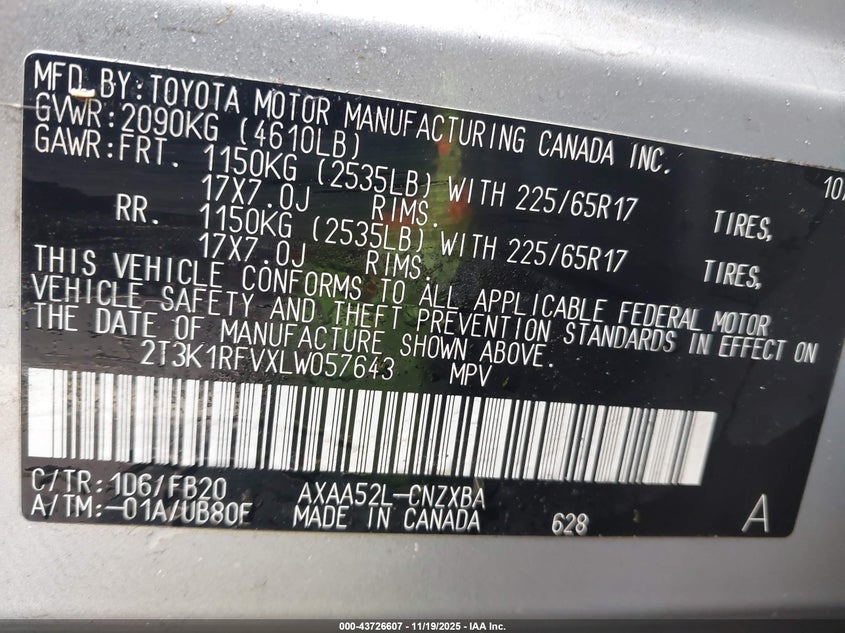 MFD BY:TOYOTA MOTOR MANUFACTURING CANADA INC.
GVWR:2090KG (4610LB) 107
GAWR:FRT. 1150KG (2535LB) WITH 225/65R17 TIRES,
17X7.0J RIMS.
RR. 1150KG (2535LB) WITH 225/65R17 TIRES,
17X7.0J RIMS.
THIS VEHICLE CONFORMS TO ALL APPLICABLE FEDERAL MOTOR
VEHICLE SAFETY AND THEFT PREVENTION STANDARDS IN EFFECT ON
THE DATE OF MANUFACTURE SHOWN ABOVE.
2T3K1RFVXLW057643 MPV
C/TR:1D6/FB20 AXAA52L-CNZXBA
A/TM:-01A/UB80F MADE IN CANADA 628 A
000-43726607 - 11/19/2025 - IAA Inc.